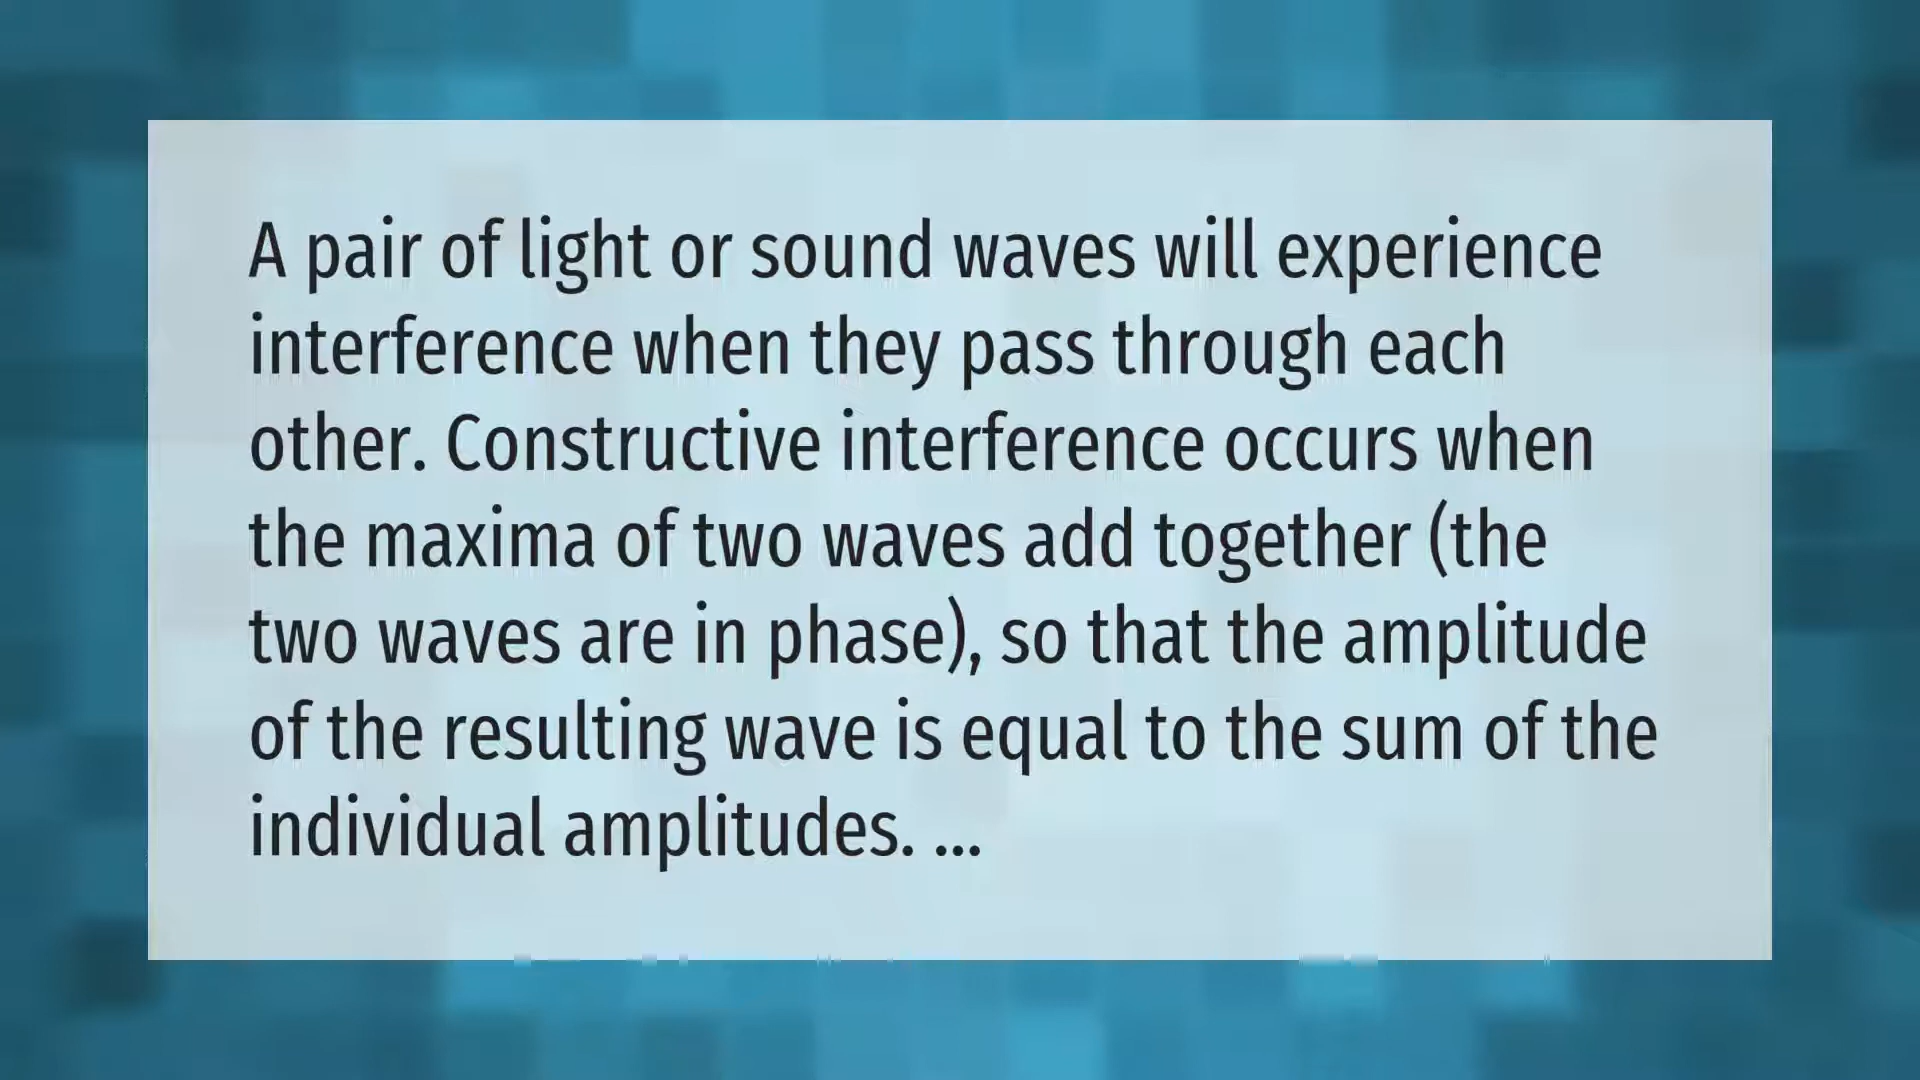 A pair of light or sound waves will experience
interference when they pass through each
other. Constructive interference occurs when
the maxima of two waves add together (the
two waves are in phase), so that the amplitude
of the resulting wave is equal to the sum of the
individual amplitudes. ...